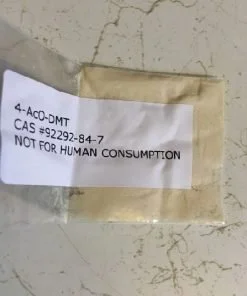 4-AcO-DMT
CAS #92292-84-7
NOT FOR HUMAN CONSUMPTION